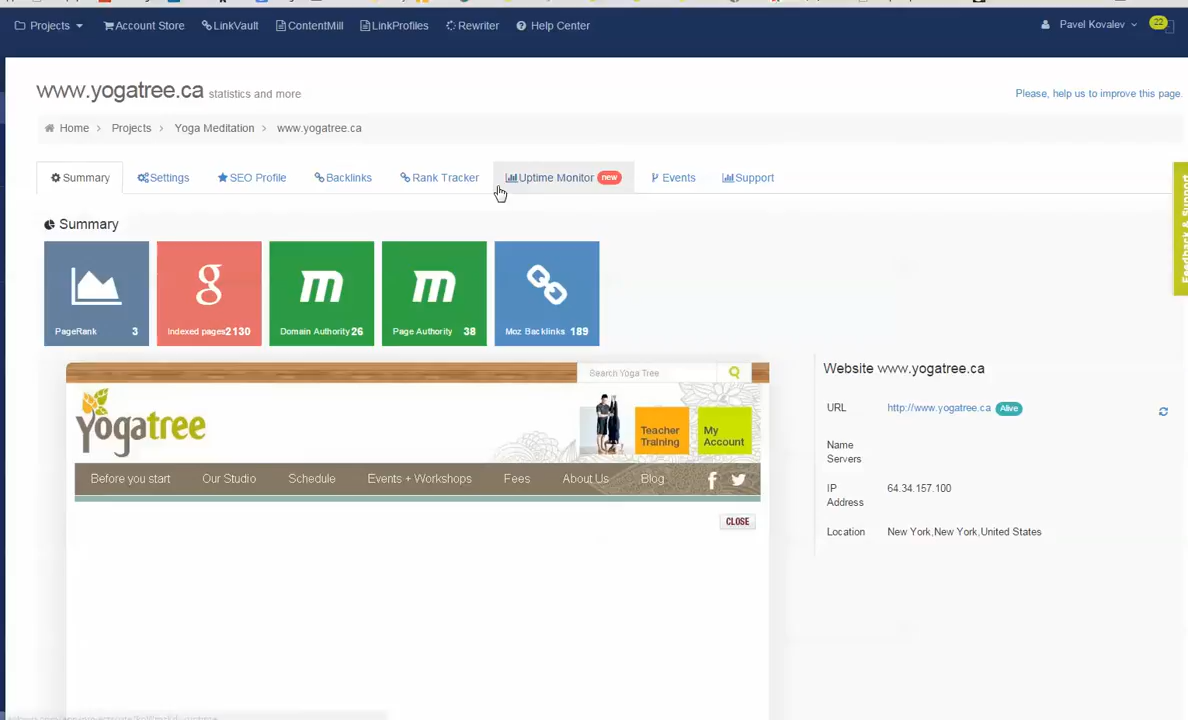 Projects Account Store LinkVault ContentMill LinkProfiles Rewriter Help Center Pavel Kovalev 22
www.yogatree.ca statistics and more
Please, help us to improve this page.
Home Projects Yoga Meditation www.yogatree.ca
Summary Settings SEO Profile Backlinks Rank Tracker Uptime Monitor new Events Support
Feedback & Support
Summary
PageRank 3
Indexed pages 2130
Domain Authority 26
Page Authority 38
Moz Backlinks 189
Search Yoga Tree
yogatree
Teacher
Training
My
Account
Before you start Our Studio Schedule Events + Workshops Fees About Us Blog
CLOSE
Website www.yogatree.ca
URL http://www.yogatree.ca Alive
Name
Servers
IP
Address 64.34.157.100
Location New York,New York,United States